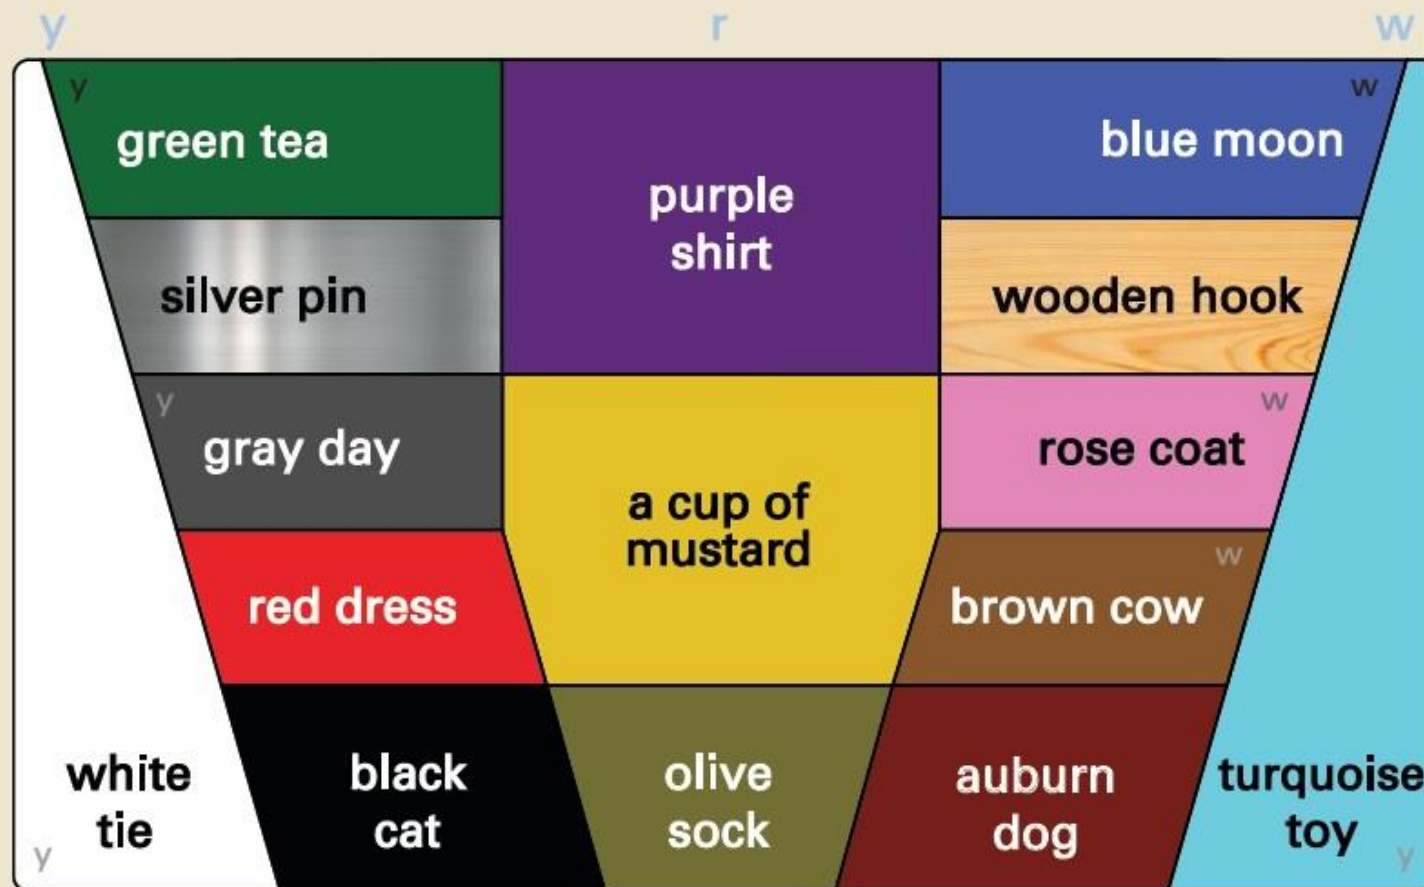 y r w
y w
green tea
purple
shirt
blue moon
silver pin
wooden hook
y w
gray day
rose coat
a cup of
mustard
w
red dress
brown cow
white
tie
black
cat
olive
sock
auburn
dog
turquoise
toy
y y